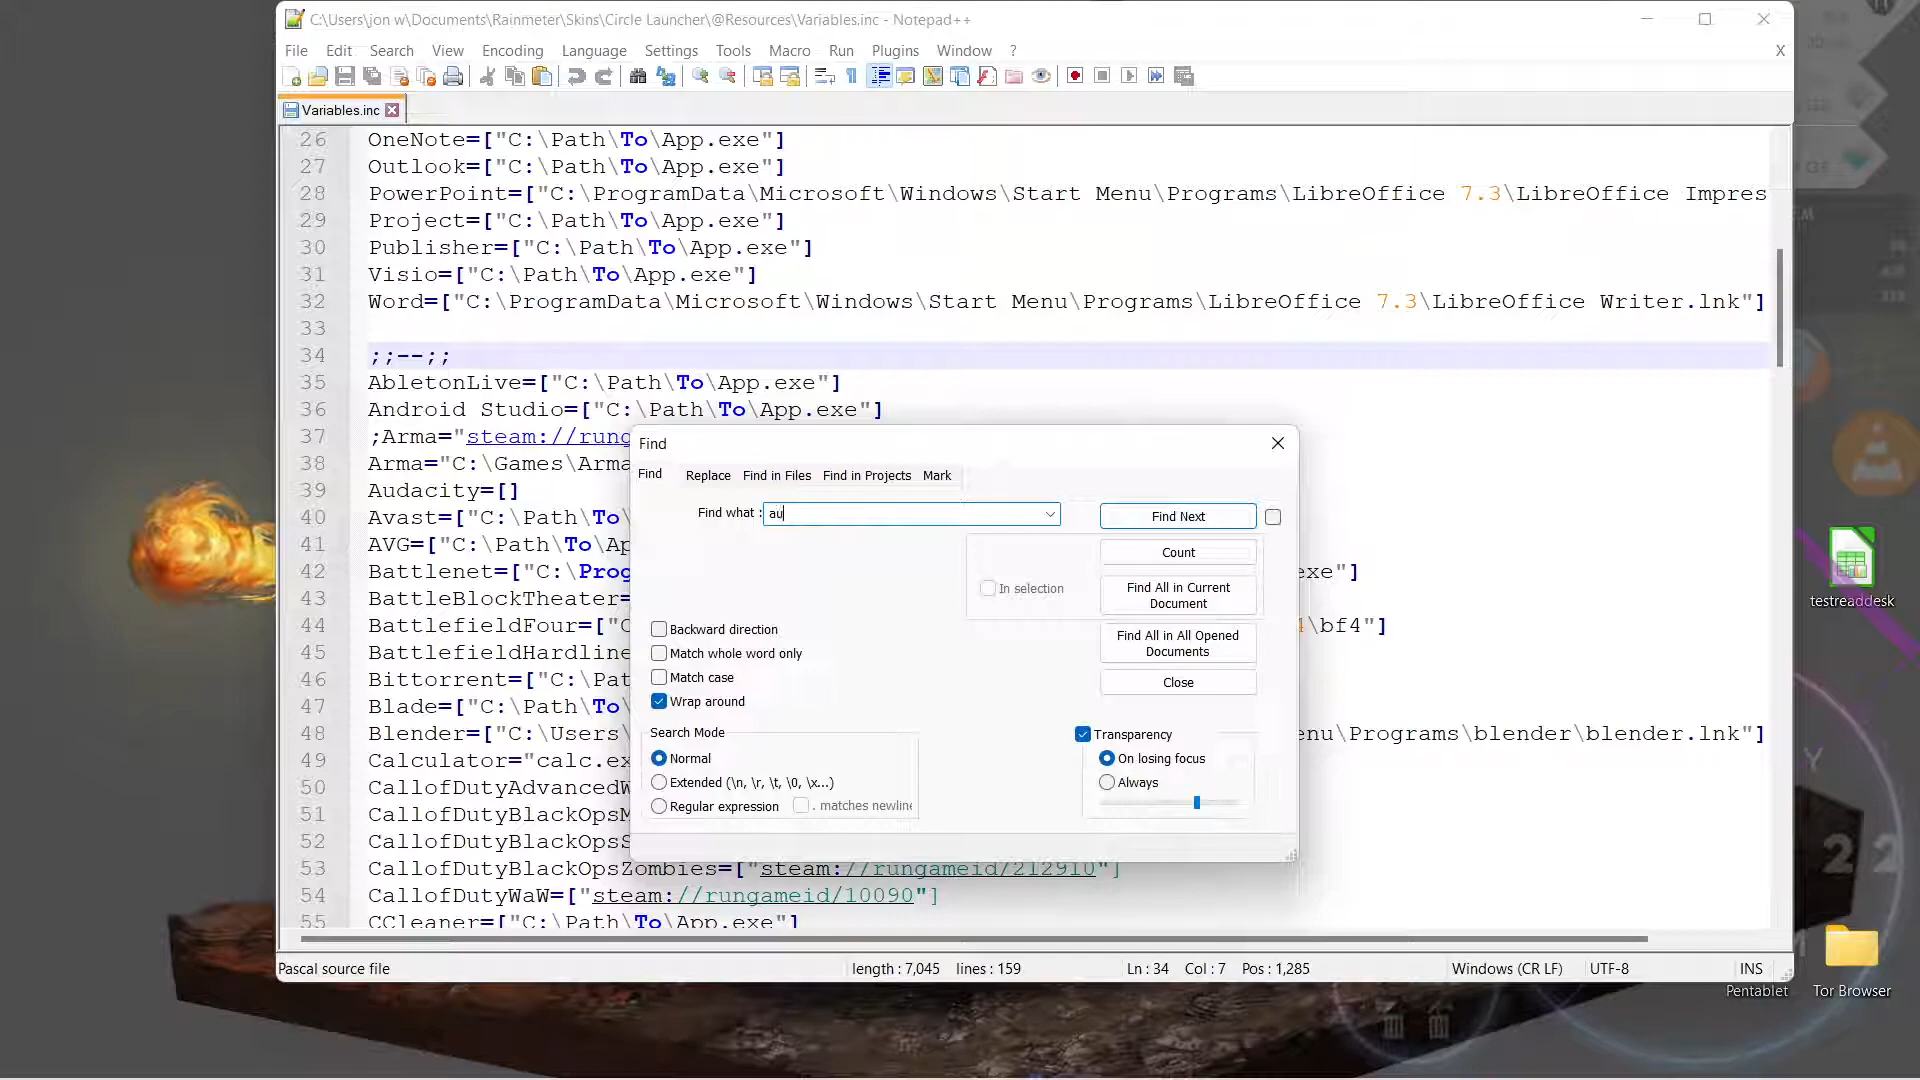 C:\Users\jon w\Documents\Rainmeter\Skins\Circle Launcher\@Resources\Variables.inc - Notepad++
File Edit Search View Encoding Language Settings Tools Macro Run Plugins Window ? X
Variables.inc
26 OneNote=["C:\Path\To\App.exe"]
27 Outlook=["C:\Path\To\App.exe"]
28 PowerPoint=["C:\ProgramData\Microsoft\Windows\Start Menu\Programs\LibreOffice 7.3\LibreOffice Impres
29 Project=["C:\Path\To\App.exe"]
30 Publisher=["C:\Path\To\App.exe"]
31 Visio=["C:\Path\To\App.exe"]
32 Word=["C:\ProgramData\Microsoft\Windows\Start Menu\Programs\LibreOffice 7.3\LibreOffice Writer.lnk"]
33
34 ;;--;;
35 AbletonLive=["C:\Path\To\App.exe"]
36 Android Studio=["C:\Path\To\App.exe"]
37 ;Arma="steam://rung
38 Arma="C:\Games\Arma
39 Audacity=[]
40 Avast=["C:\Path\To\
41 AVG=["C:\Path\To\Ap
42 Battlenet=["C:\Prog exe"]
43 BattleBlockTheater=
44 BattlefieldFour=["C 4\bf4"]
45 BattlefieldHardline
46 Bittorrent=["C:\Pat
47 Blade=["C:\Path\To\
48 Blender=["C:\Users\ enu\Programs\blender\blender.lnk"]
49 Calculator="calc.ex
50 CallofDutyAdvancedW
51 CallofDutyBlackOpsM
52 CallofDutyBlackOpsS
53 CallofDutyBlackOpsZombies=["steam://rungameid/212910"]
54 CallofDutyWaW=["steam://rungameid/10090"]
55 CCleaner=["C:\Path\To\App.exe"]
Find
Find Replace Find in Files Find in Projects Mark
Find what : au
Find Next
Count
In selection
Find All in Current
Document
Find All in All Opened
Documents
Close
Backward direction
Match whole word only
Match case
Wrap around
Search Mode
Normal
Extended (\n, \r, \t, \0, \x...)
Regular expression . matches newline
Transparency
On losing focus
Always
Pascal source file length : 7,045 lines : 159 Ln : 34 Col : 7 Pos : 1,285 Windows (CR LF) UTF-8 INS
testreaddesk
Pentablet
Tor Browser